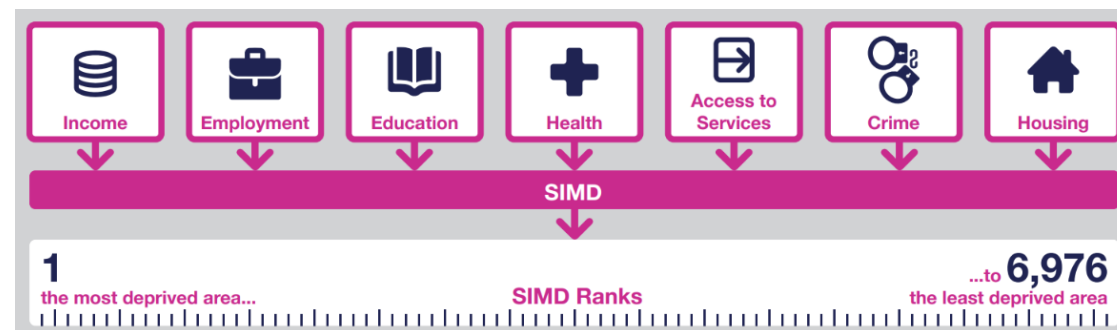 Income
Employment
Education
Health
Access to
Services
Crime
Housing
SIMD
1
the most deprived area...
SIMD Ranks
...to 6,976
the least deprived area